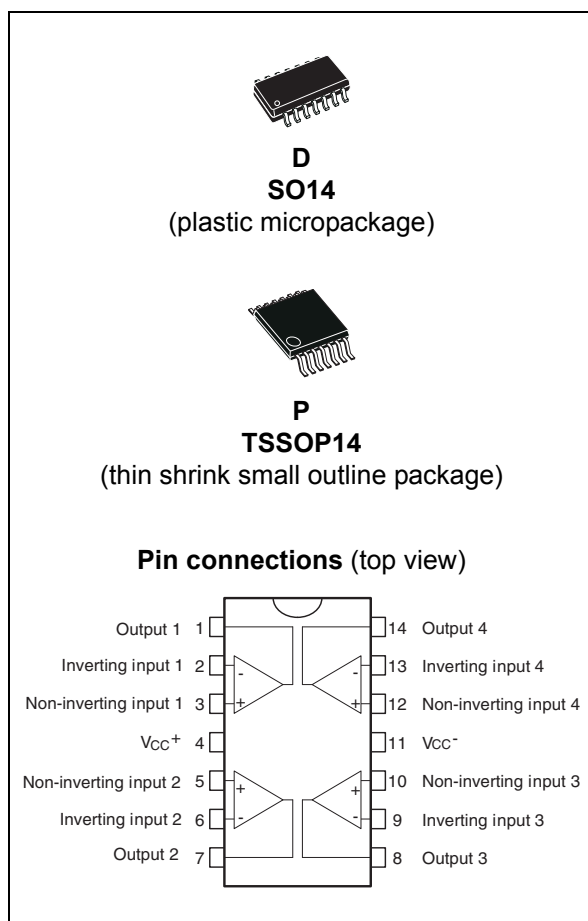 D
SO14
(plastic micropackage)
P
TSSOP14
(thin shrink small outline package)
Pin connections (top view)
Output 1 1 14 Output 4
Inverting input 1 2 - - 13 Inverting input 4
Non-inverting input 1 3 + + 12 Non-inverting input 4
VCC+ 4 11 VCC-
Non-inverting input 2 5 + + 10 Non-inverting input 3
Inverting input 2 6 - - 9 Inverting input 3
Output 2 7 8 Output 3